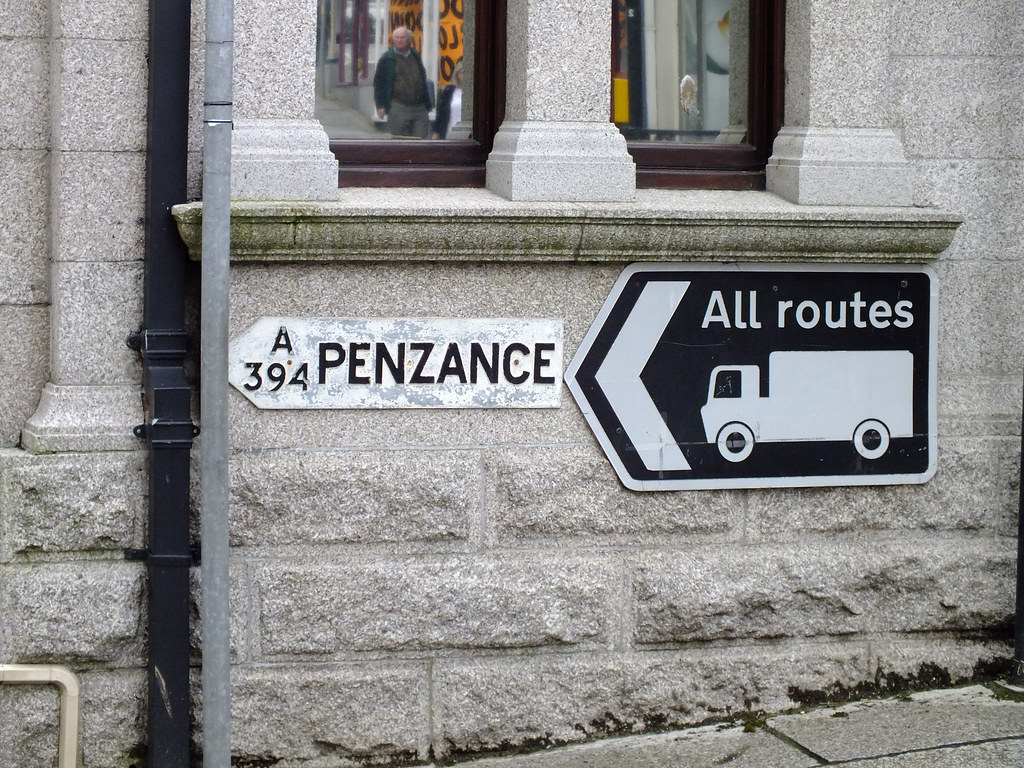 A
394 PENZANCE
All routes